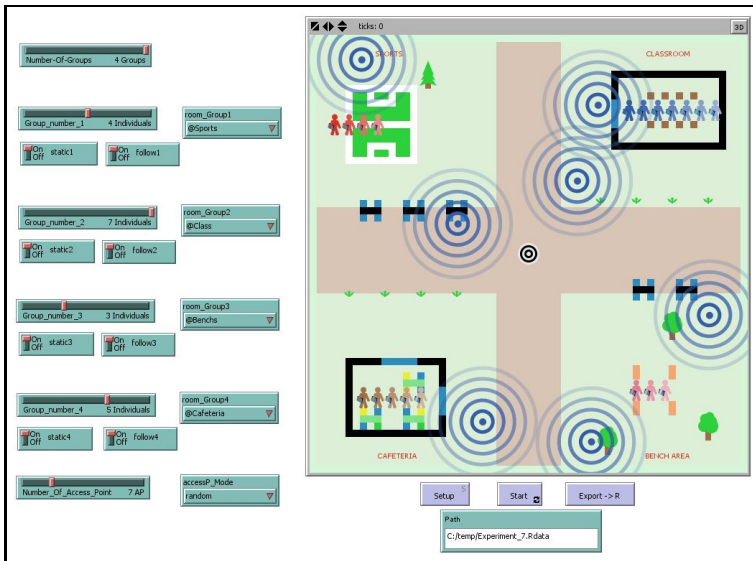 ticks: 0
3D
Number-Of-Groups 4 Groups
SPORTS
CLASSROOM
Group_number_1 4 Individuals
room_Group1
@Sports
On
Off
static1
On
Off
follow1
Group_number_2 7 Individuals
room_Group2
@Class
On
Off
static2
On
Off
follow2
Group_number_3 3 Individuals
room_Group3
@Benchs
On
Off
static3
On
Off
follow3
Group_number_4 5 Individuals
room_Group4
@Cafeteria
On
Off
static4
On
Off
follow4
CAFETERIA
BENCH AREA
Number_Of_Access_Point 7 AP
accessP_Mode
random
Setup S
Start
Export -> R
Path
C:/temp/Experiment_7.Rdata